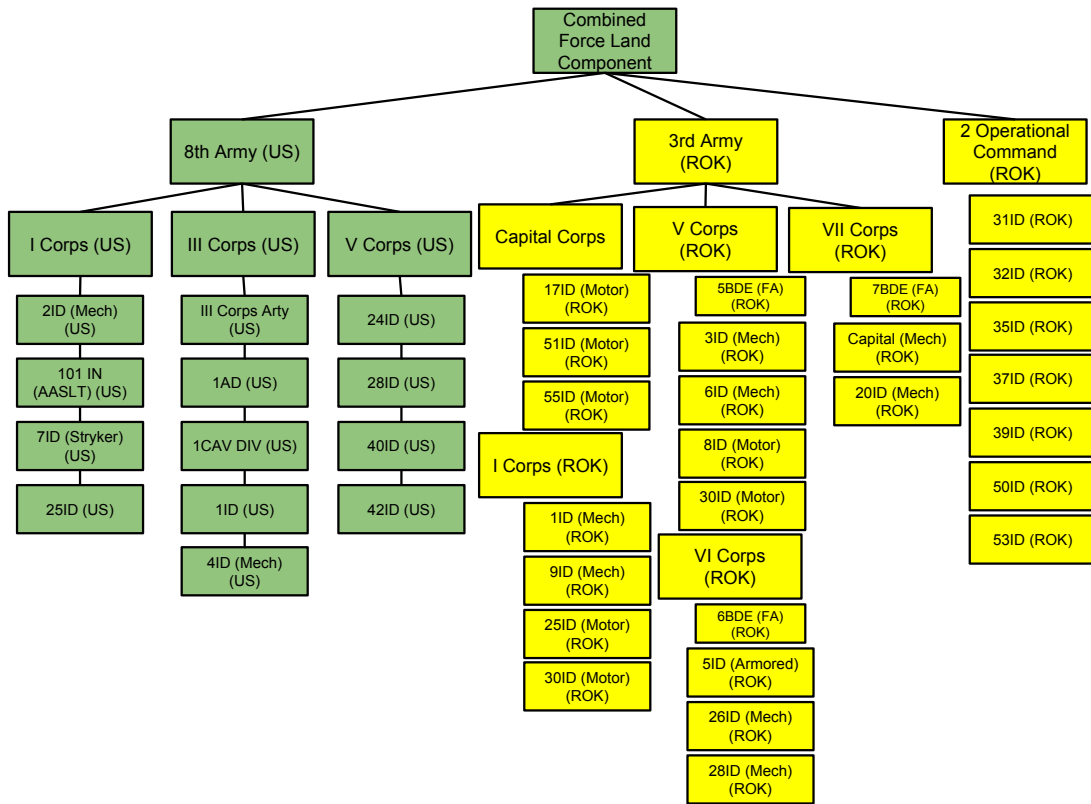 Combined
Force Land
Component
8th Army (US)
3rd Army
(ROK)
2 Operational
Command
(ROK)
I Corps (US)
III Corps (US)
V Corps (US)
Capital Corps
V Corps
(ROK)
VII Corps
(ROK)
2ID (Mech)
(US)
101 IN
(AASLT) (US)
7ID (Stryker)
(US)
25ID (US)
III Corps Arty
(US)
1AD (US)
1CAV DIV (US)
1ID (US)
4ID (Mech)
(US)
24ID (US)
28ID (US)
40ID (US)
42ID (US)
17ID (Motor)
(ROK)
51ID (Motor)
(ROK)
55ID (Motor)
(ROK)
I Corps (ROK)
1ID (Mech)
(ROK)
9ID (Mech)
(ROK)
25ID (Motor)
(ROK)
30ID (Motor)
(ROK)
5BDE (FA)
(ROK)
3ID (Mech)
(ROK)
6ID (Mech)
(ROK)
8ID (Motor)
(ROK)
30ID (Motor)
(ROK)
VI Corps
(ROK)
6BDE (FA)
(ROK)
5ID (Armored)
(ROK)
26ID (Mech)
(ROK)
28ID (Mech)
(ROK)
7BDE (FA)
(ROK)
Capital (Mech)
(ROK)
20ID (Mech)
(ROK)
31ID (ROK)
32ID (ROK)
35ID (ROK)
37ID (ROK)
39ID (ROK)
50ID (ROK)
53ID (ROK)